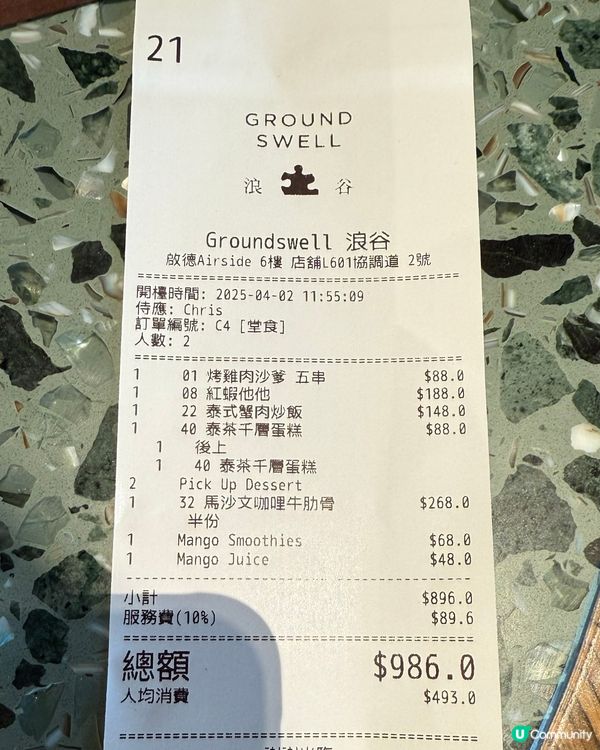 21
GROUND
SWELL
浪 谷
Groundswell 浪谷
啟德Airside 6樓 店舖L601協調道 2號
開檯時間: 2025-04-02 11:55:09
侍應: Chris
訂單編號: C4 [堂食]
人數: 2
1 01 烤雞肉沙爹 五串 $88.0
1 08 紅蝦他他 $188.0
1 22 泰式蟹肉炒飯 $148.0
1 40 泰茶千層蛋糕 $88.0
1 後上
1 40 泰茶千層蛋糕
2 Pick Up Dessert
1 32 馬沙文咖哩牛肋骨 $268.0
半份
1 Mango Smoothies $68.0
1 Mango Juice $48.0
小計 $896.0
服務費(10%) $89.6
總額 $986.0
人均消費 $493.0
U Community